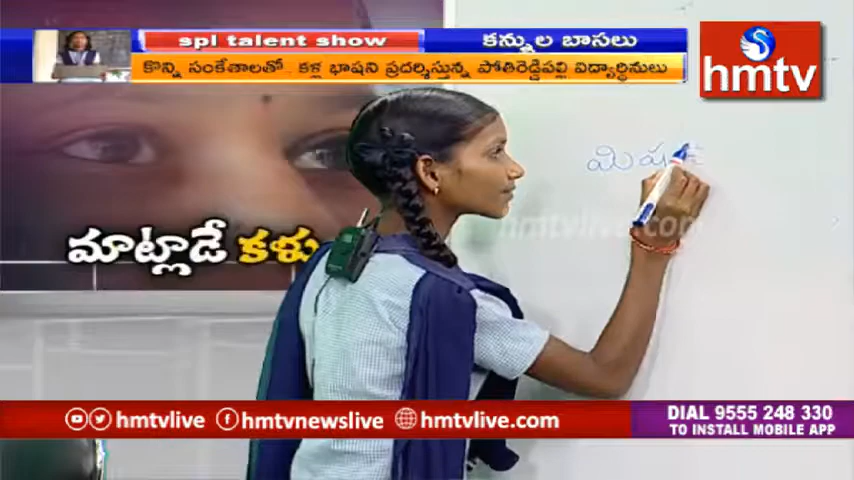 spl talent show
కన్నుల బాసలు
కొన్ని సంకేతాలతో.. కళ్ల భాషని ప్రదర్శిస్తున్న పోతిరెడ్డిపల్లి విద్యార్థినులు
hmtv
మిష
hmtvlive.com
మాట్లాడే కళు
hmtvlive hmtvnewslive hmtvlive.com
DIAL 9555 248 330
TO INSTALL MOBILE APP